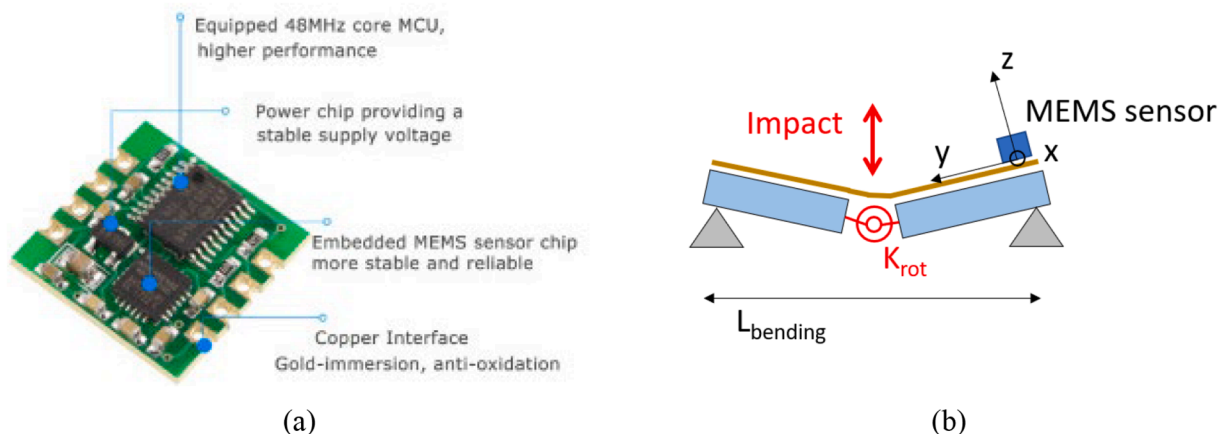 Equipped 48MHz core MCU,
higher performance
Power chip providing a
stable supply voltage
Embedded MEMS sensor chip
more stable and reliable
Copper Interface
Gold-immersion, anti-oxidation
(a)
z
Impact
MEMS sensor
y
x
Krot
Lbending
(b)